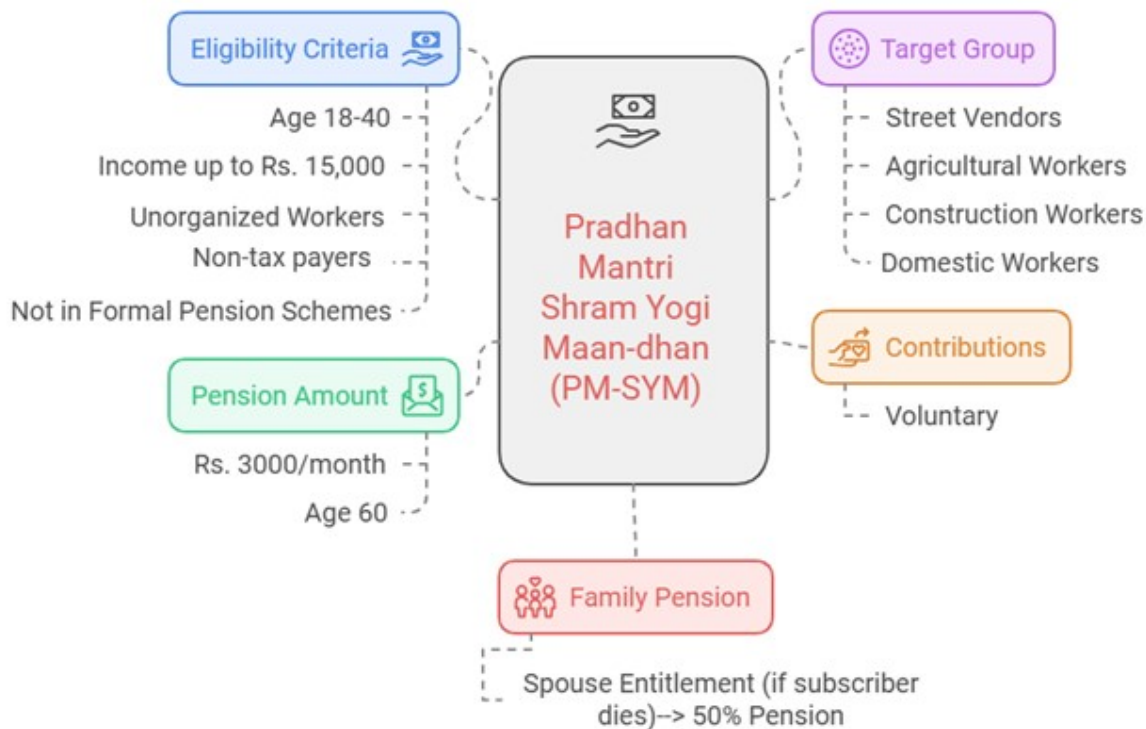 Eligibility Criteria
Age 18-40
Income up to Rs. 15,000
Unorganized Workers
Non-tax payers
Not in Formal Pension Schemes
Pension Amount
$
Rs. 3000/month
Age 60
Pradhan
Mantri
Shram Yogi
Maan-dhan
(PM-SYM)
Target Group
Street Vendors
Agricultural Workers
Construction Workers
Domestic Workers
Contributions
Voluntary
Family Pension
Spouse Entitlement (if subscriber
dies)--> 50% Pension